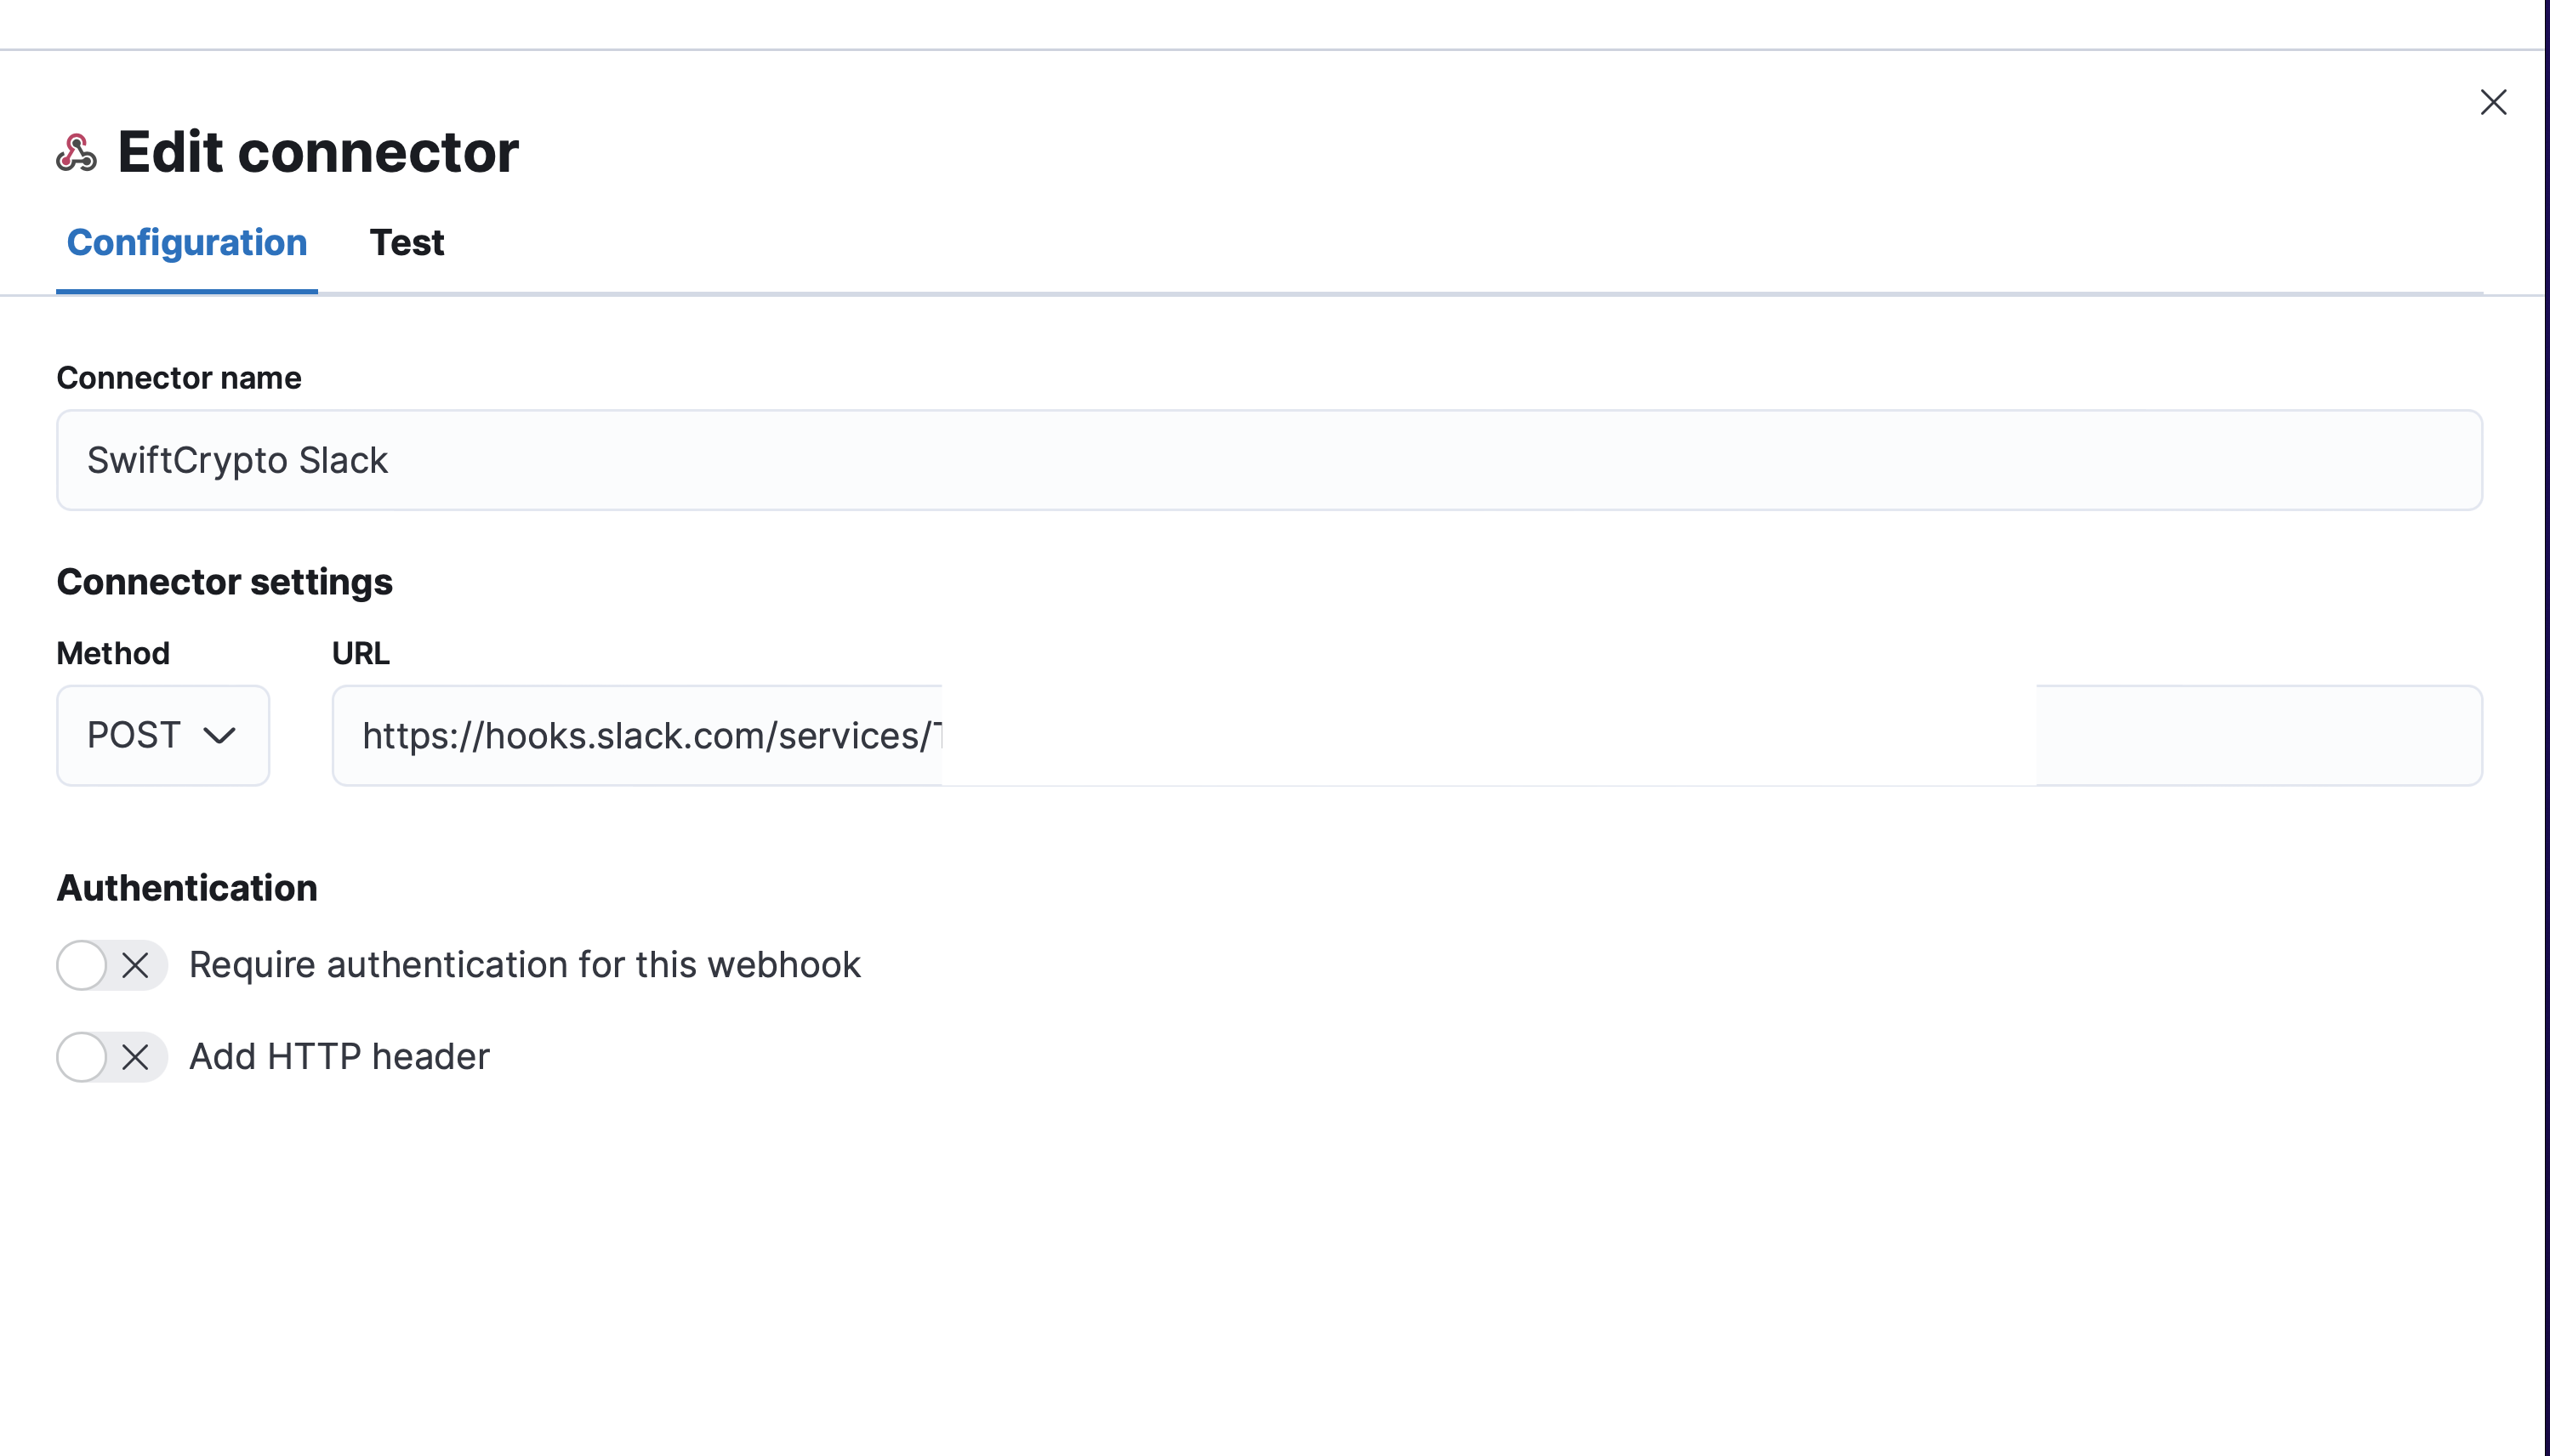 Edit connector
Configuration Test
Connector name
SwiftCrypto Slack
Connector settings
Method URL
POST https://hooks.slack.com/services/
Authentication
Require authentication for this webhook
Add HTTP header